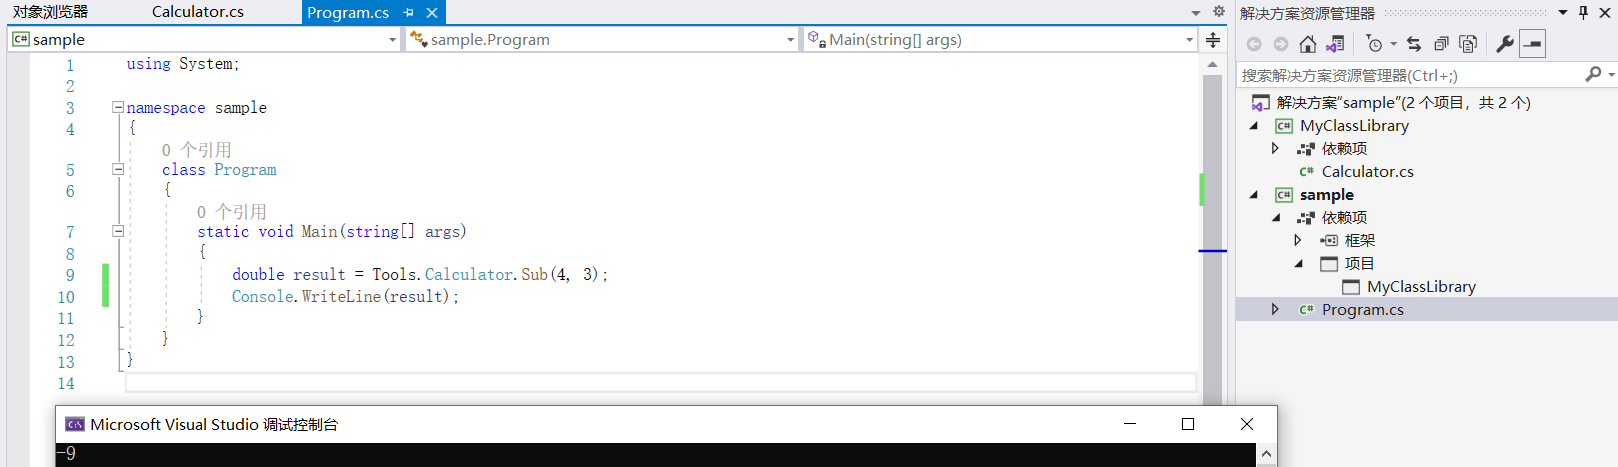 对象浏览器 Calculator.cs Program.cs
sample sample.Program Main(string[] args)
1 using System;
2
3 namespace sample
4 {
0 个引用
5 class Program
6 {
0 个引用
7 static void Main(string[] args)
8 {
9 double result = Tools.Calculator.Sub(4, 3);
10 Console.WriteLine(result);
11 }
12 }
13 }
14
Microsoft Visual Studio 调试控制台
-9
解决方案资源管理器
搜索解决方案资源管理器(Ctrl+;)
解决方案"sample"(2 个项目，共 2 个)
C# MyClassLibrary
依赖项
C# Calculator.cs
C# sample
依赖项
框架
项目
MyClassLibrary
C# Program.cs